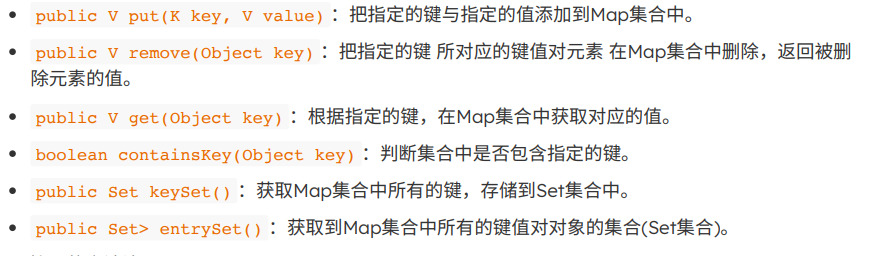 public V put(K key, V value)：把指定的键与指定的值添加到Map集合中。
public V remove(Object key)：把指定的键 所对应的键值对元素 在Map集合中删除，返回被删
除元素的值。
public V get(Object key)：根据指定的键，在Map集合中获取对应的值。
boolean containsKey(Object key)：判断集合中是否包含指定的键。
public Set keySet()：获取Map集合中所有的键，存储到Set集合中。
public Set> entrySet()：获取到Map集合中所有的键值对对象的集合(Set集合)。